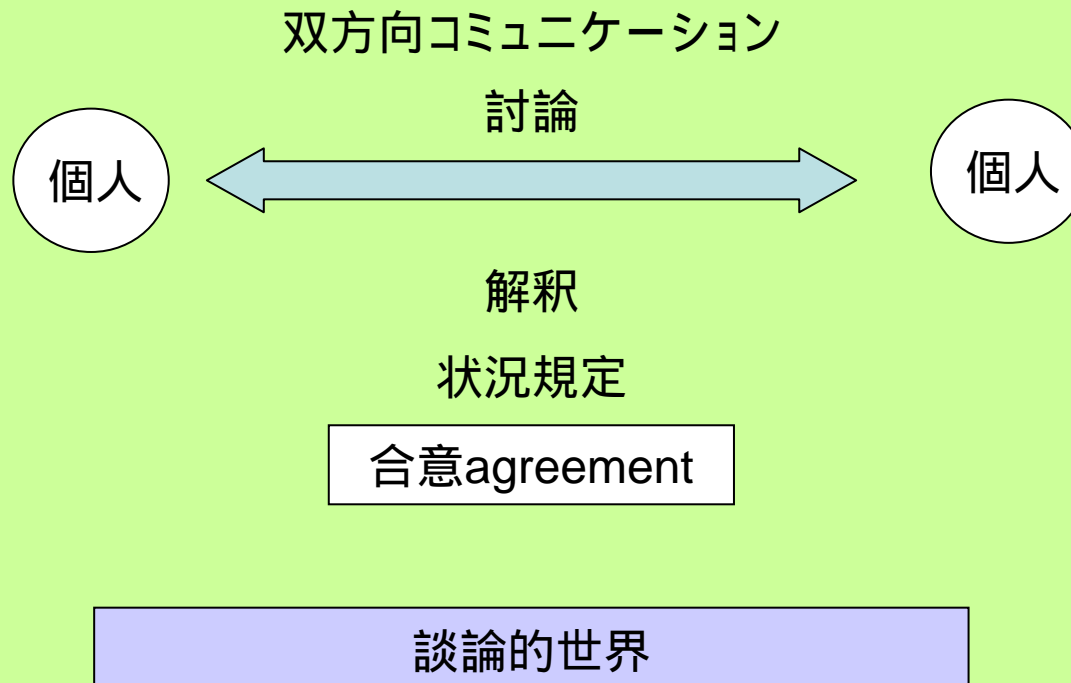 双方向コミュニケーション
討論
個人
個人
解釈
状況規定
合意agreement
談論的世界